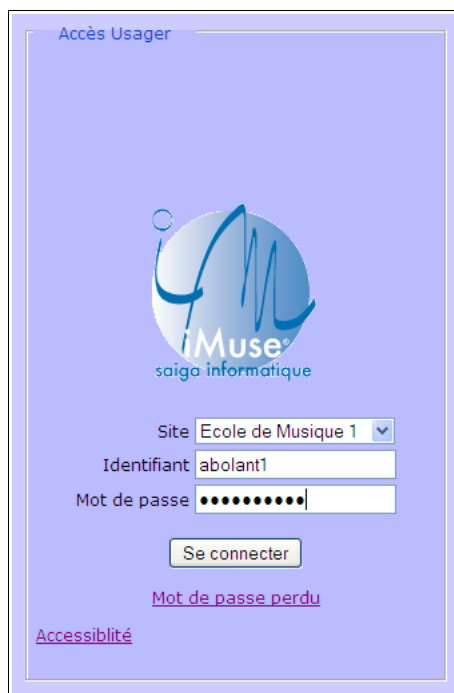 Accès Usager
iMuse®
saiga informatique
Site Ecole de Musique 1
Identifiant abolant1
Mot de passe ●●●●●●●●●●
Se connecter
Mot de passe perdu
Accessiblité